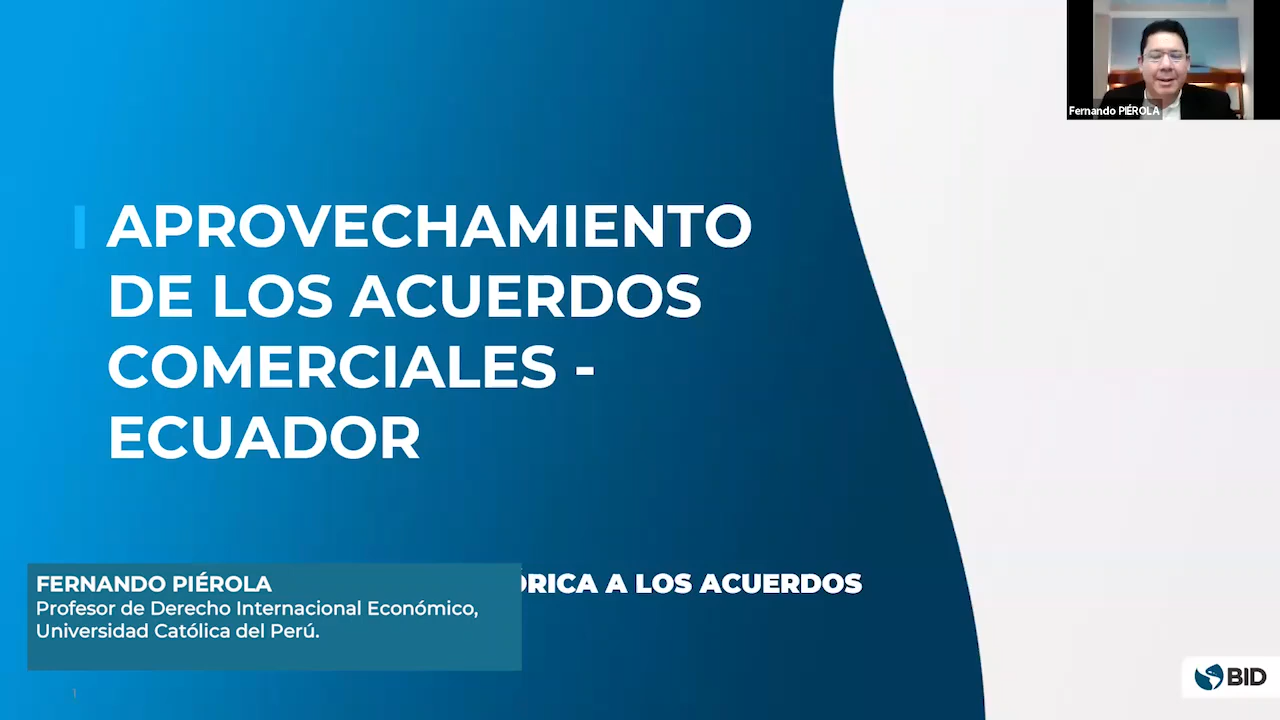 Fernando PIÉROLA
APROVECHAMIENTO
DE LOS ACUERDOS
COMERCIALES -
ECUADOR
A LOS ACUERDOS
FERNANDO PIÉROLA
Profesor de Derecho Internacional Económico,
Universidad Católica del Perú.
1
BID